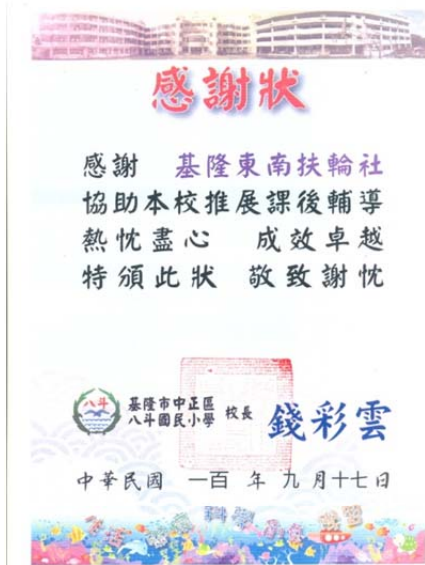 感謝狀
感謝 基隆東南扶輪社
協助本校推展課後輔導
熱忱盡心 成效卓越
特頒此狀 敬致謝忱
八斗
基隆市中正區
八斗國民小學 校長 錢彩雲
中華民國 一百 年 九 月 十七 日